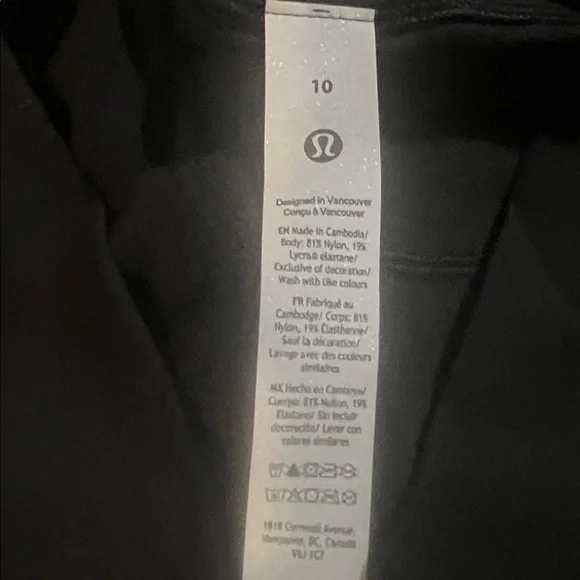 10
Designed in Vancouver
Conçu à Vancouver
EN Made in Cambodia/
Body: 81% Nylon, 19%
Lycra® elastane/
Exclusive of decoration/
Wash with like colours
FR Fabriqué au
Cambodge/ Corps: 81%
Nylon, 19% Élasthanne/
Sauf la décoration/
Lavage avec des couleurs
similaires
MX Hecho en Camboya/
Cuerpo: 81% Nailon, 19%
Elastano/ Sin incluir
decoración/ Lavar con
colores similares
1818 Cornwall Avenue,
Vancouver, BC, Canada
V6J 1C7